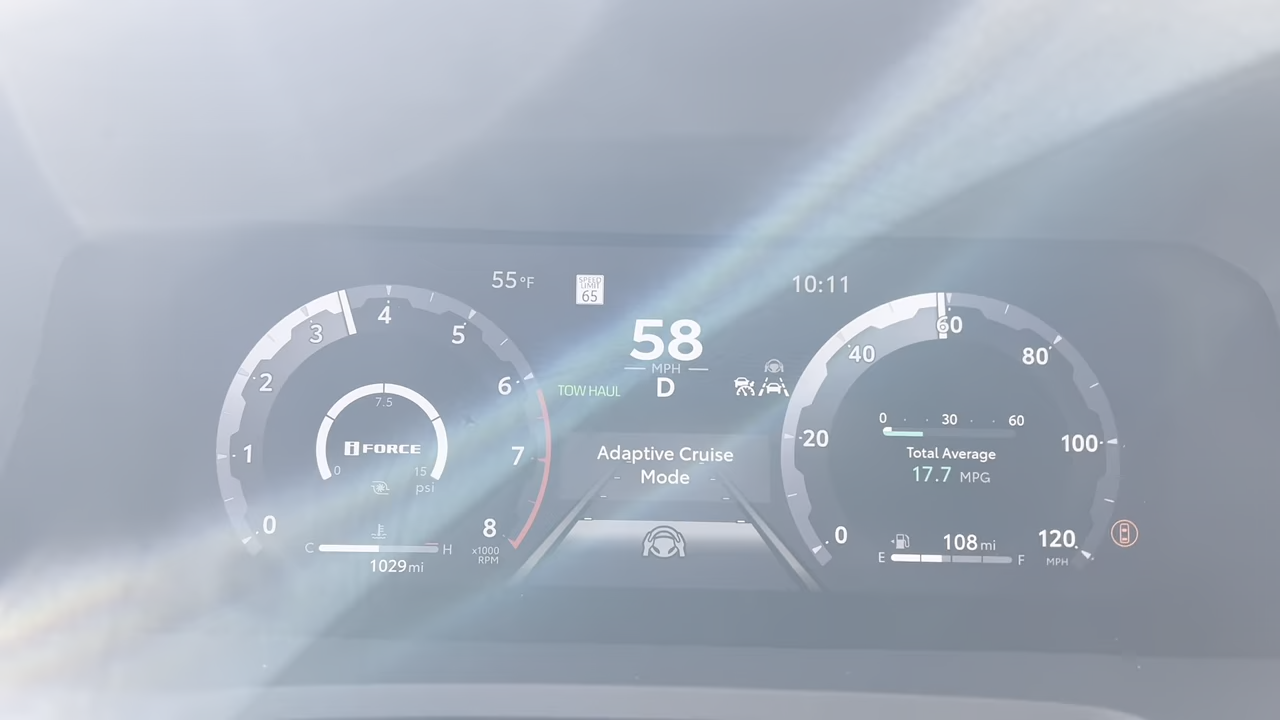 55°F
SPEED
LIMIT
65
10:11
58
MPH
D
TOW HAUL
Adaptive Cruise
Mode
0
1
2
3
4
5
6
7
8
x1000
RPM
7.5
i FORCE
0
15
psi
C
H
1029 mi
0
20
40
60
80
100
120
MPH
0 30 60
Total Average
17.7 MPG
108 mi
E
F